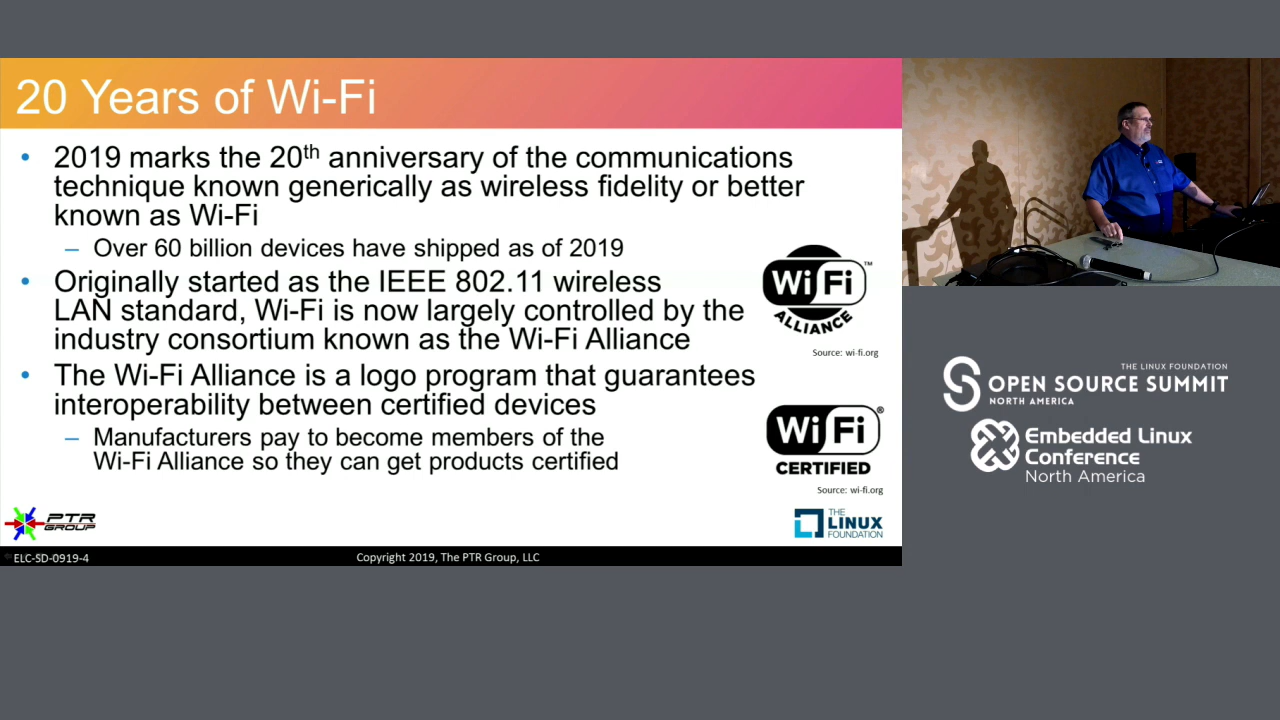 20 Years of Wi-Fi
• 2019 marks the 20th anniversary of the communications
technique known generically as wireless fidelity or better
known as Wi-Fi
– Over 60 billion devices have shipped as of 2019
• Originally started as the IEEE 802.11 wireless
LAN standard, Wi-Fi is now largely controlled by the
industry consortium known as the Wi-Fi Alliance
• The Wi-Fi Alliance is a logo program that guarantees
interoperability between certified devices
– Manufacturers pay to become members of the
Wi-Fi Alliance so they can get products certified
Wi Fi™
ALLIANCE
Source: wi-fi.org
Wi Fi®
CERTIFIED
Source: wi-fi.org
PTR
GROUP
THE
LINUX
FOUNDATION
ELC-SD-0919-4
Copyright 2019, The PTR Group, LLC
THE LINUX FOUNDATION
OPEN SOURCE SUMMIT
NORTH AMERICA
Embedded Linux
Conference
North America